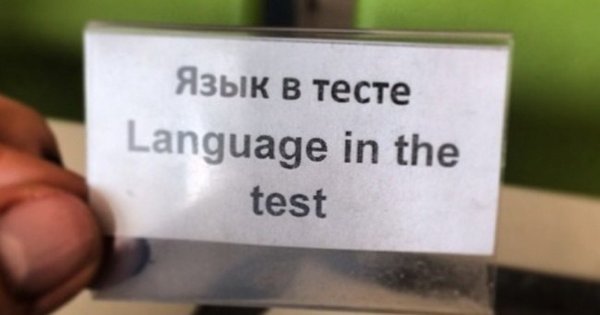 Язык в тесте
Language in the
test